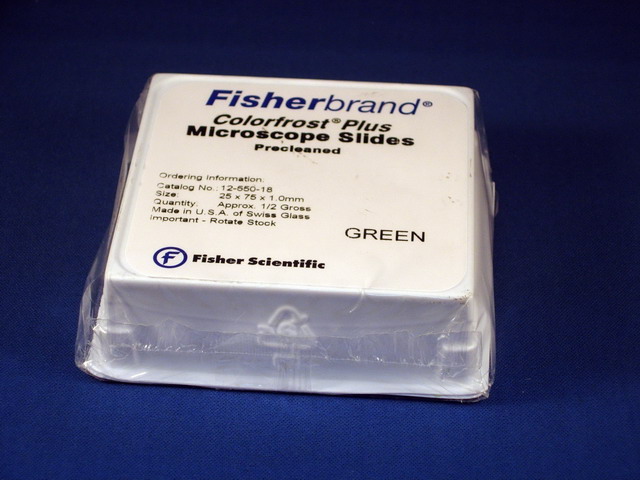 Fisherbrand®
Colorfrost® Plus
Microscope Slides
Precleaned
Ordering Information:
Catalog No.: 12-550-18
Size: 25 x 75 x 1.0mm
Quantity: Approx. 1/2 Gross
Made in U.S.A. of Swiss Glass
Important - Rotate Stock
GREEN
F Fisher Scientific